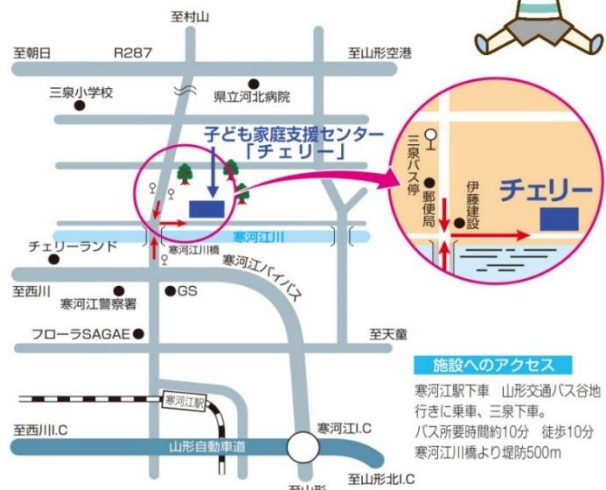 至村山
至朝日
R287
至山形空港
三泉小学校
県立河北病院
子ども家庭支援センター
「チェリー」
三泉バス停
郵便局
伊藤建設
チェリー
寒河江川
チェリーランド
寒河江川橋
寒河江バイパス
至西川
寒河江警察署
GS
フローラSAGAE
至天童
施設へのアクセス
寒河江駅下車 山形交通バス谷地
行きに乗車、三泉下車。
バス所要時間約10分 徒歩10分
寒河江川橋より堤防500m
寒河江駅
至西川I.C
山形自動車道
寒河江I.C
至山形
至山形北I.C